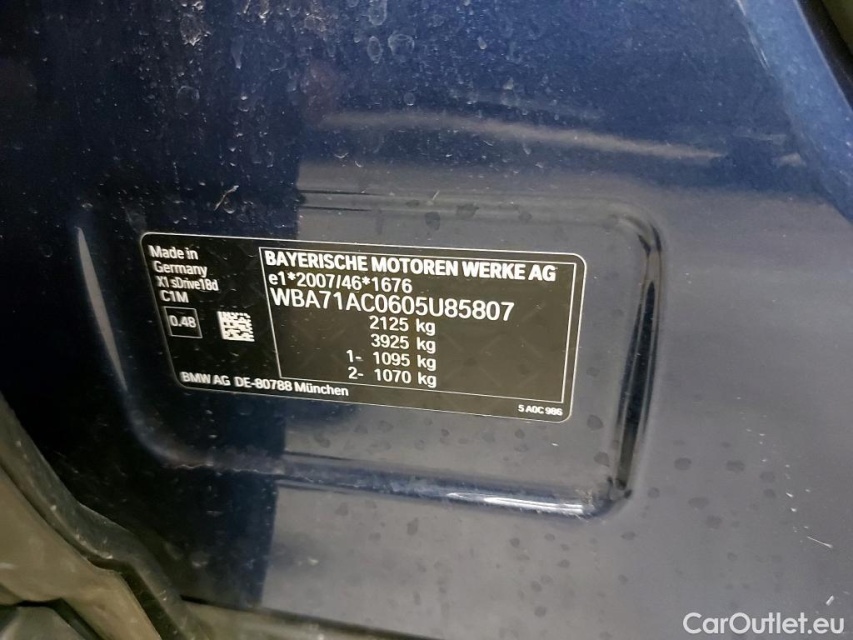 Made in
Germany
X1 sDrive18d
C1M
0.48
BAYERISCHE MOTOREN WERKE AG
e1*2007/46*1676
WBA71AC0605U85807
2125 kg
3925 kg
1- 1095 kg
2- 1070 kg
BMW AG DE-80788 München
5 A0C 986
CarOutlet.eu